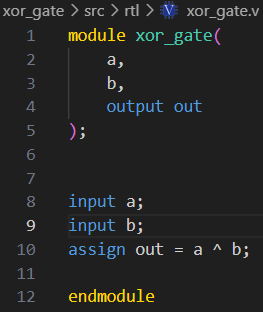 xor_gate > src > rtl > xor_gate.v
1 module xor_gate(
2     a,
3     b,
4     output out
5 );
6
7
8 input a;
9 input b;
10 assign out = a ^ b;
11
12 endmodule